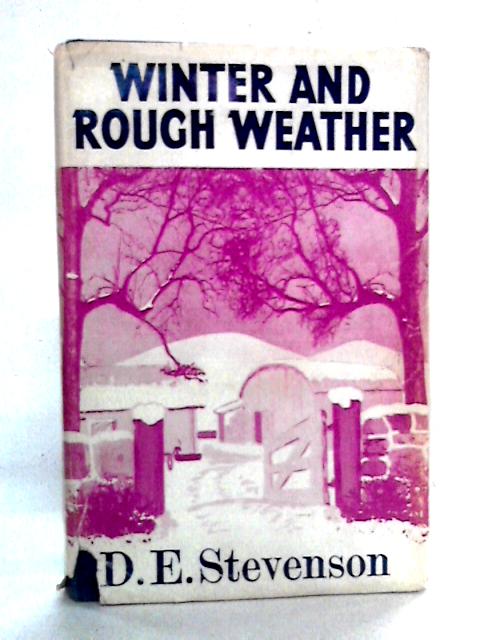 WINTER AND
ROUGH WEATHER
D. E. Stevenson